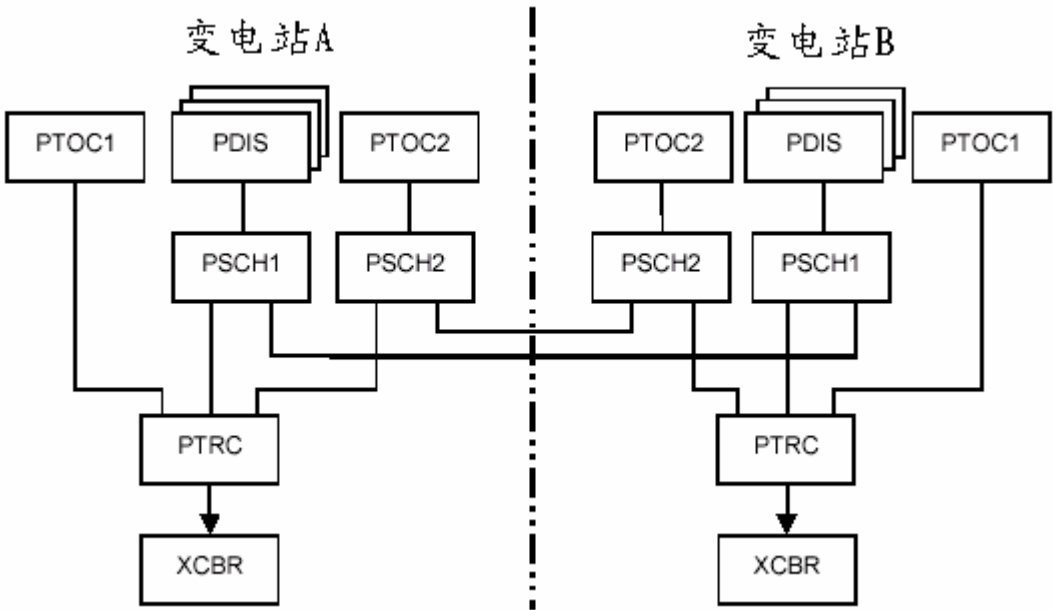 变电站A 变电站B
PTOC1 PDIS PTOC2 PTOC2 PDIS PTOC1
PSCH1 PSCH2 PSCH2 PSCH1
PTRC PTRC
XCBR XCBR